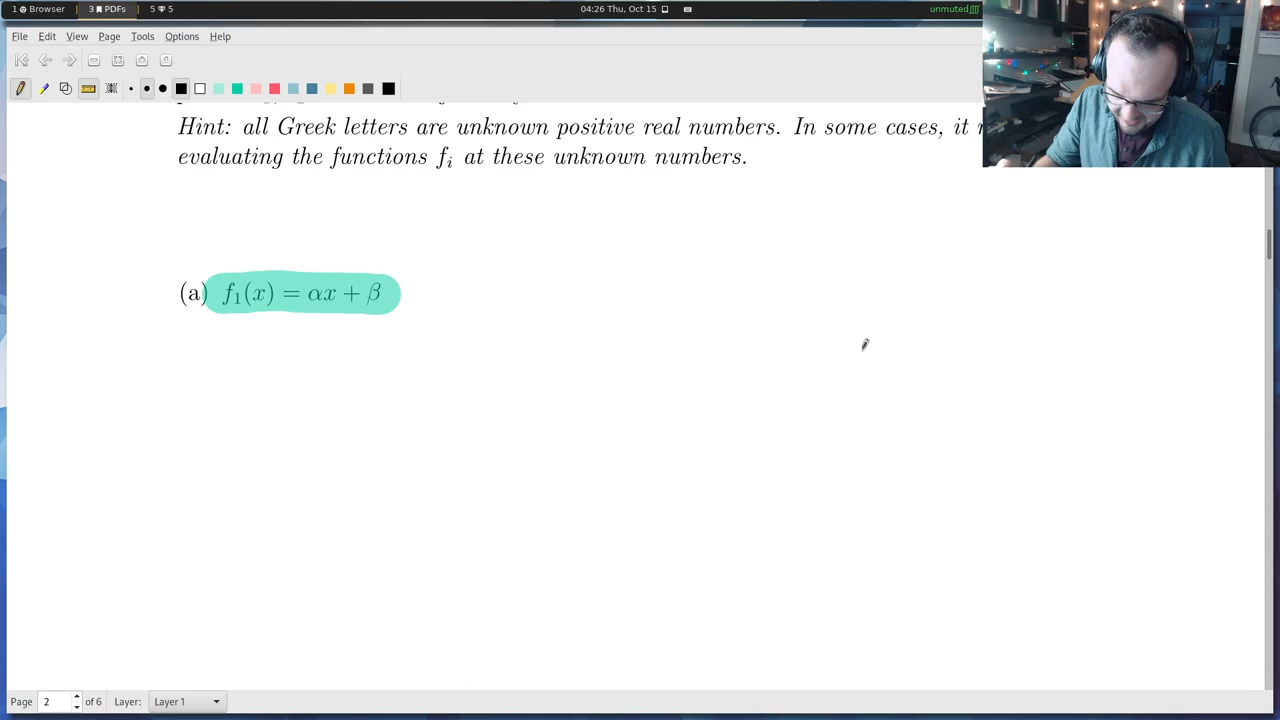 1 Browser 3 PDFs 5 5 04:26 Thu, Oct 15 unmuted
File Edit View Page Tools Options Help
Hint: all Greek letters are unknown positive real numbers. In some cases, it
evaluating the functions fᵢ at these unknown numbers.
(a) f₁(x) = αx + β
Page 2 of 6 Layer: Layer 1